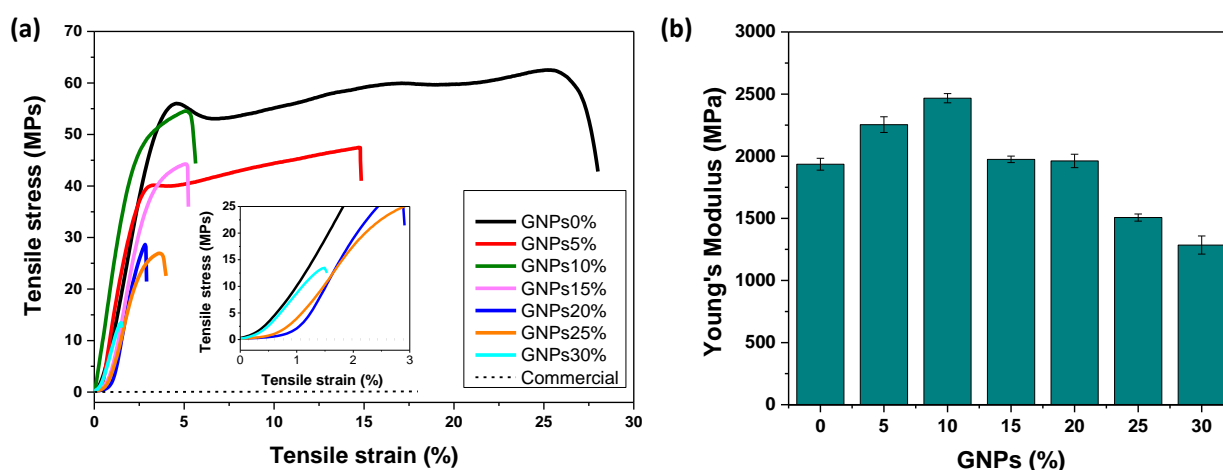 (a)
70
60
50
40
30
20
10
0
Tensile stress (MPs)
0 5 10 15 20 25 30
Tensile strain (%)
25
20
15
10
5
0
Tensile stress (MPs)
0 1 2 3
Tensile strain (%)
GNPs0%
GNPs5%
GNPs10%
GNPs15%
GNPs20%
GNPs25%
GNPs30%
Commercial
(b)
3000
2500
2000
1500
1000
500
0
Young's Modulus (MPa)
0 5 10 15 20 25 30
GNPs (%)